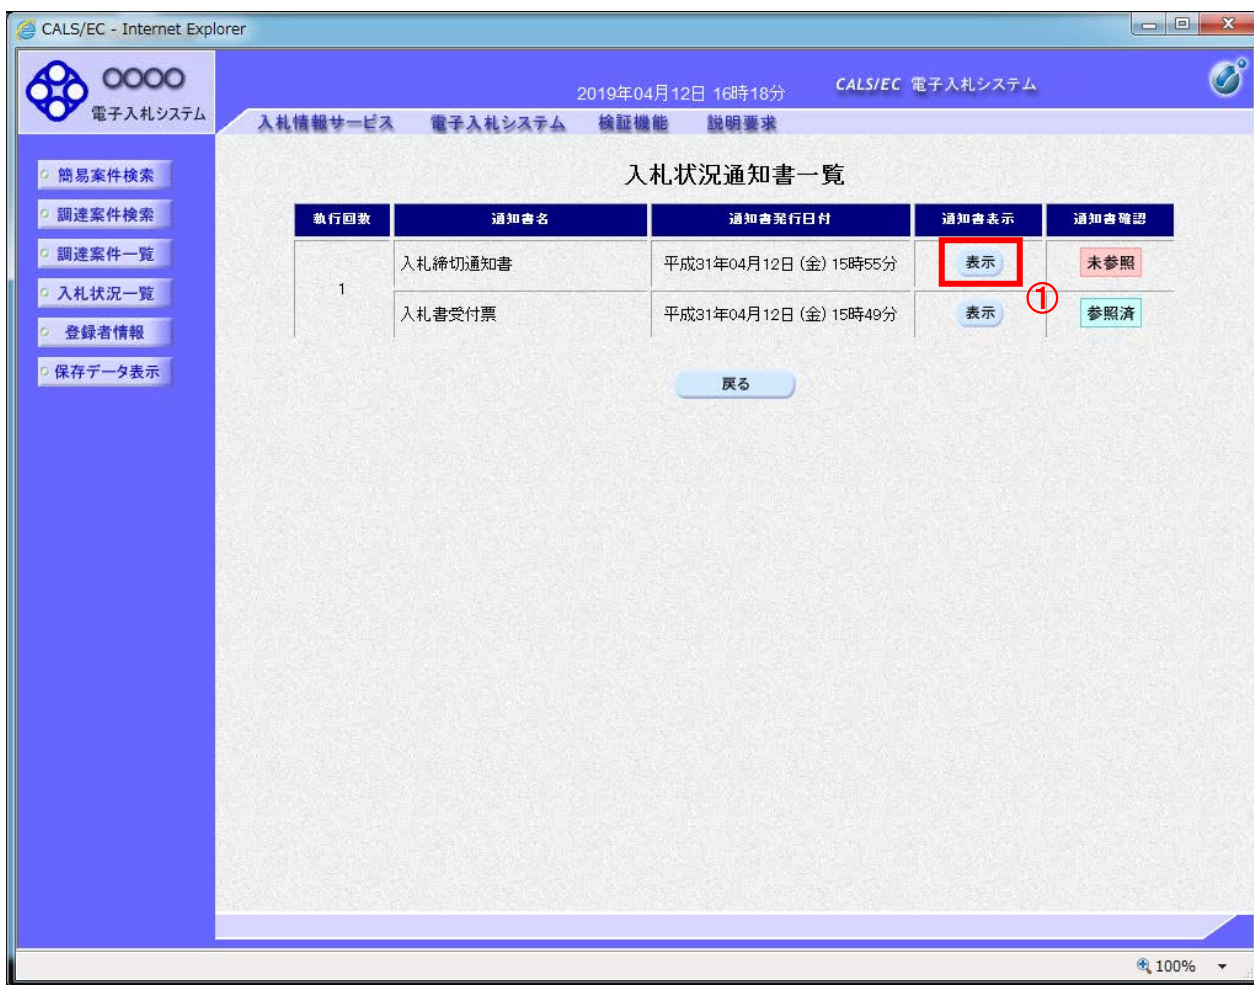 CALS/EC - Internet Explorer
〇〇〇〇
電子入札システム
2019年04月12日 16時18分
CALS/EC 電子入札システム
入札情報サービス 電子入札システム 検証機能 説明要求
簡易案件検索
調達案件検索
調達案件一覧
入札状況一覧
登録者情報
保存データ表示
入札状況通知書一覧
執行回数 通知書名 通知書発行日付 通知書表示 通知書確認
1
入札締切通知書 平成31年04月12日 (金) 15時55分 表示 未参照
①
入札書受付票 平成31年04月12日 (金) 15時49分 表示 参照済
戻る
100%